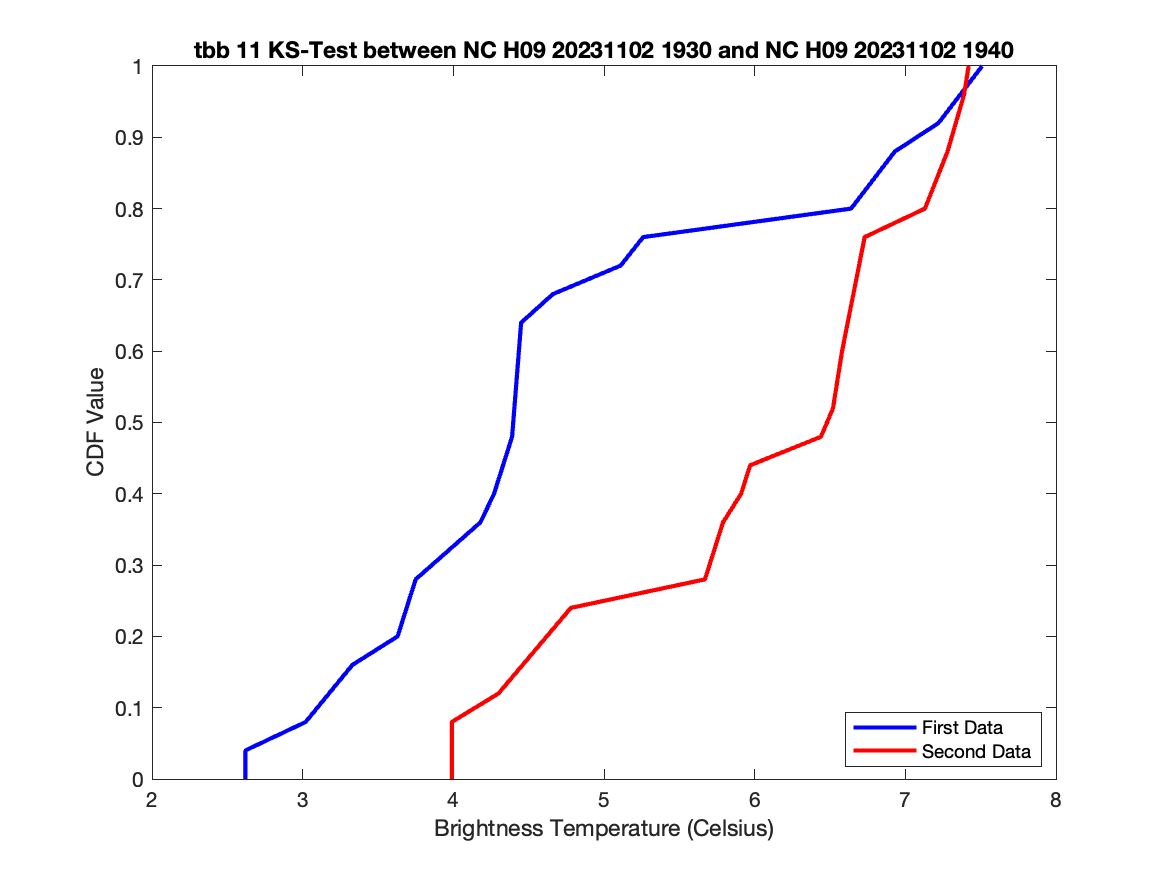 tbb 11 KS-Test between NC H09 20231102 1930 and NC H09 20231102 1940
1
0.9
0.8
0.7
0.6
0.5
0.4
0.3
0.2
0.1
0
CDF Value
2 3 4 5 6 7 8
Brightness Temperature (Celsius)
First Data
Second Data